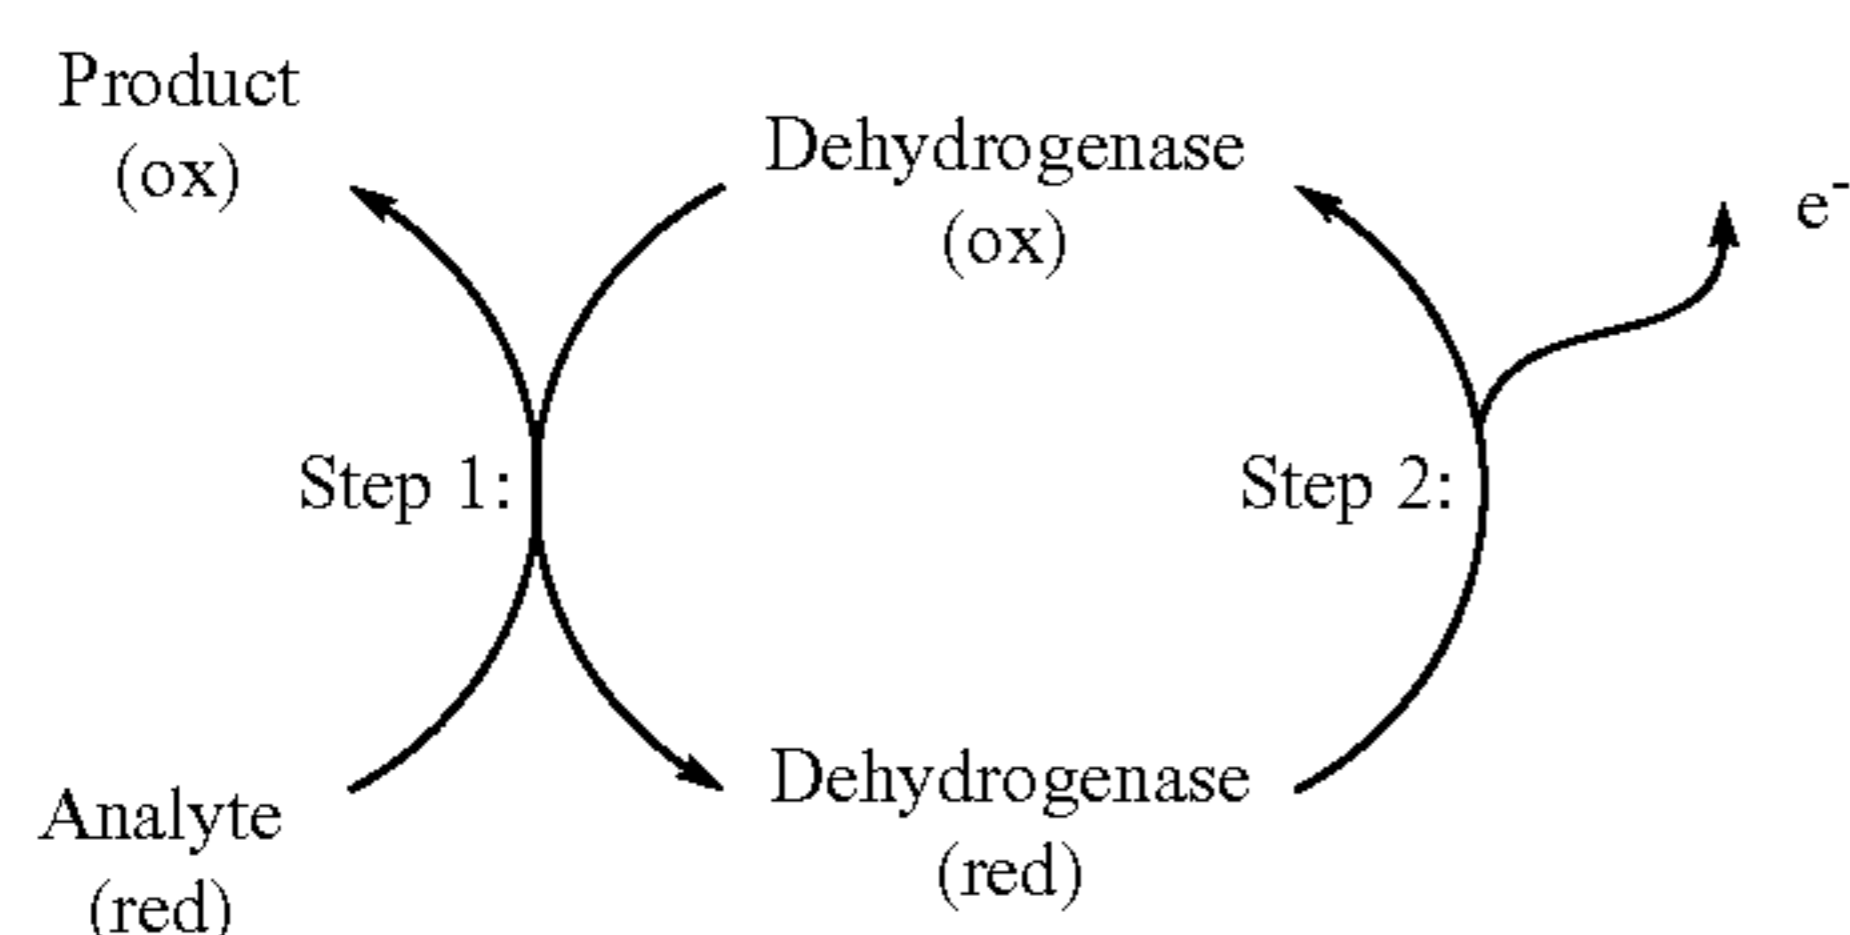 Product
(ox)
Dehydrogenase
(ox)
e-
Step 1:
Step 2:
Dehydrogenase
(red)
Analyte
(red)